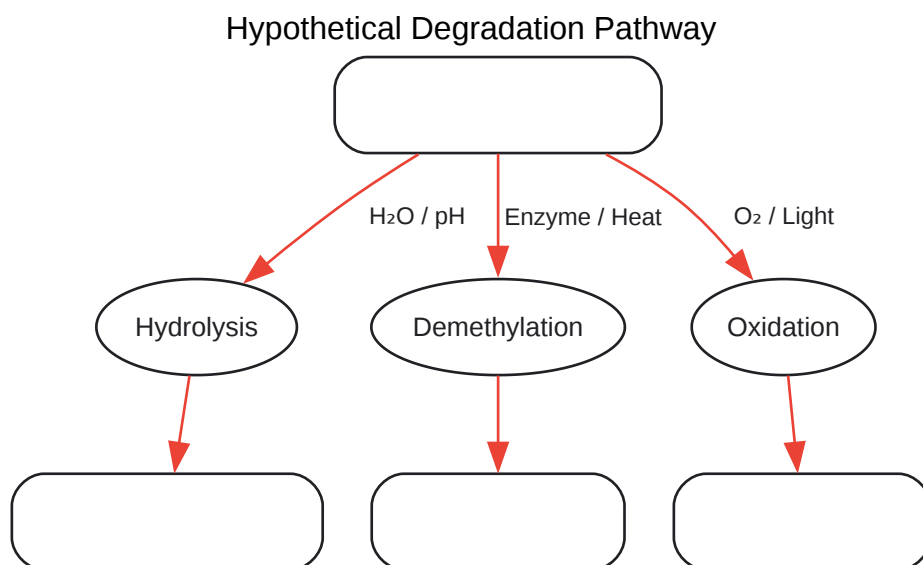 Hypothetical Degradation Pathway
H₂O / pH
Enzyme / Heat
O₂ / Light
Hydrolysis
Demethylation
Oxidation